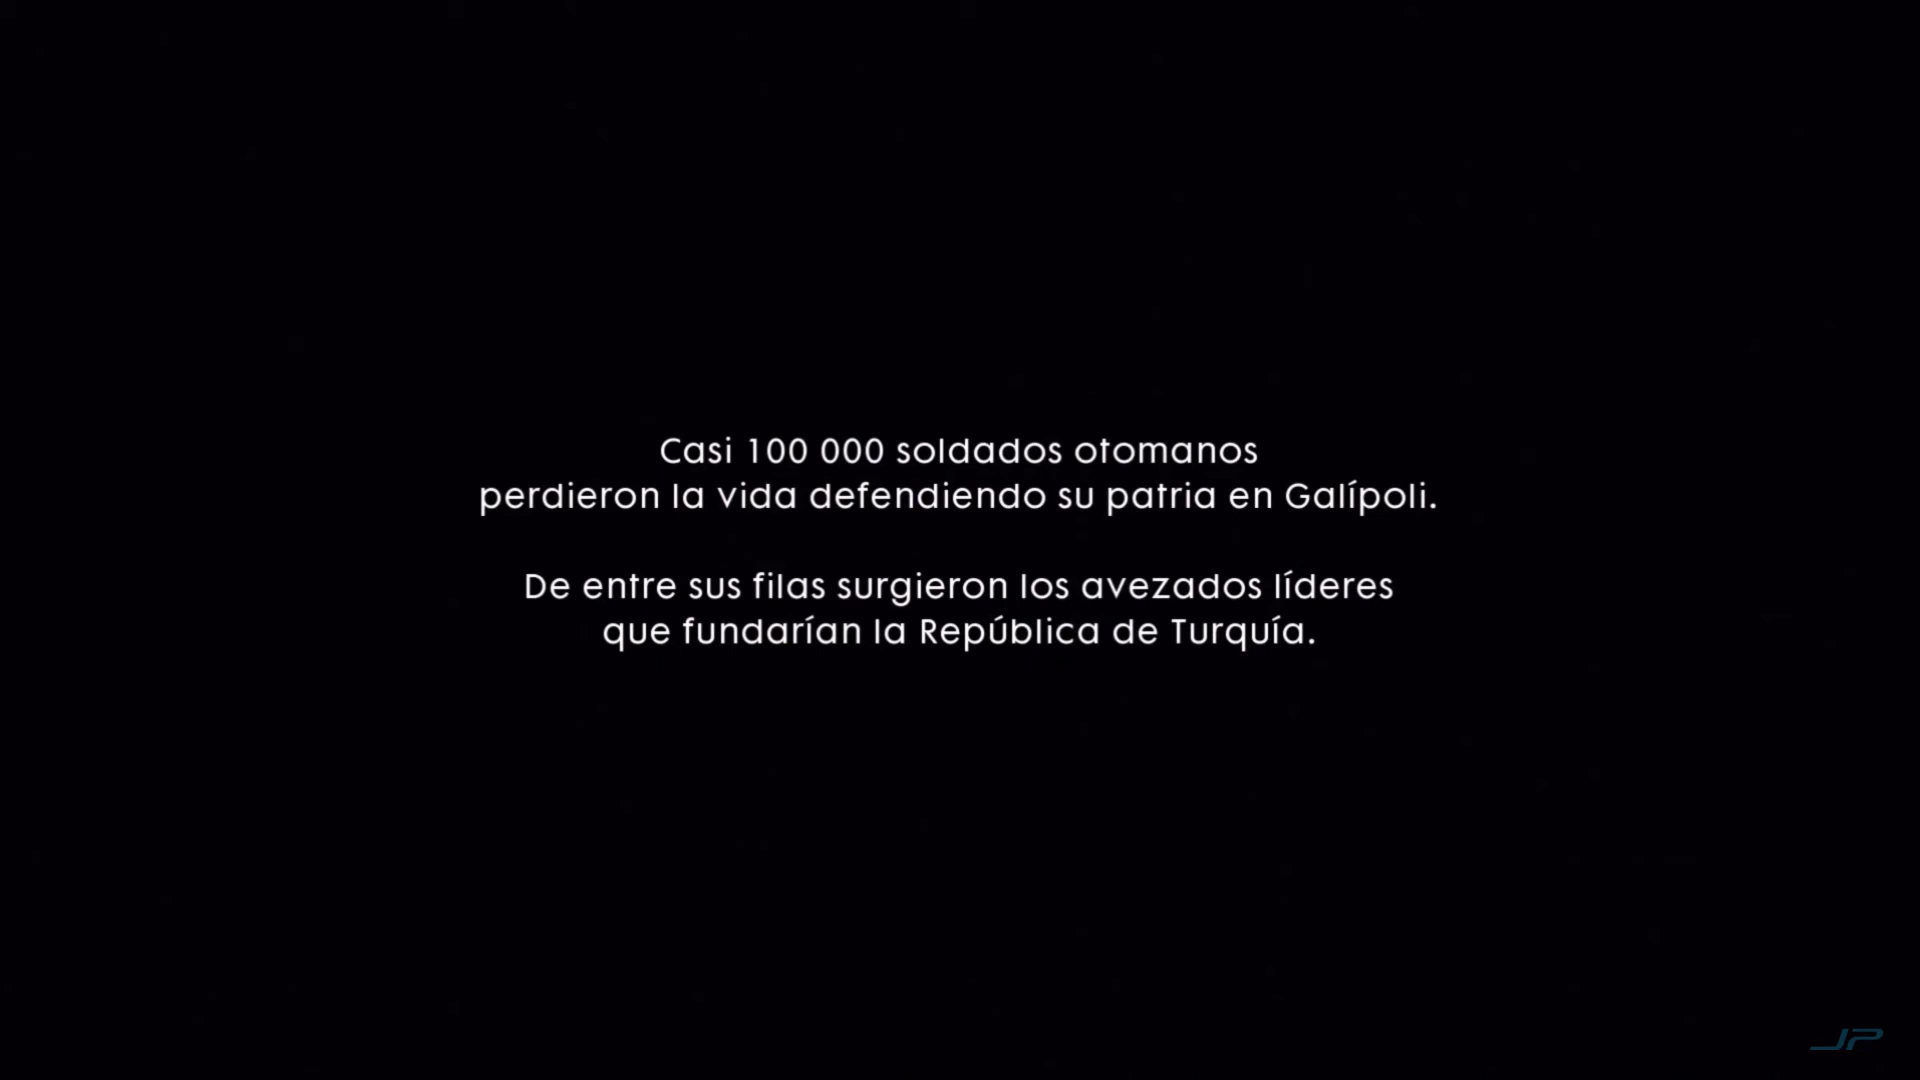 Casi 100 000 soldados otomanos
perdieron la vida defendiendo su patria en Galípoli.
De entre sus filas surgieron los avezados líderes
que fundarían la República de Turquía.
JP